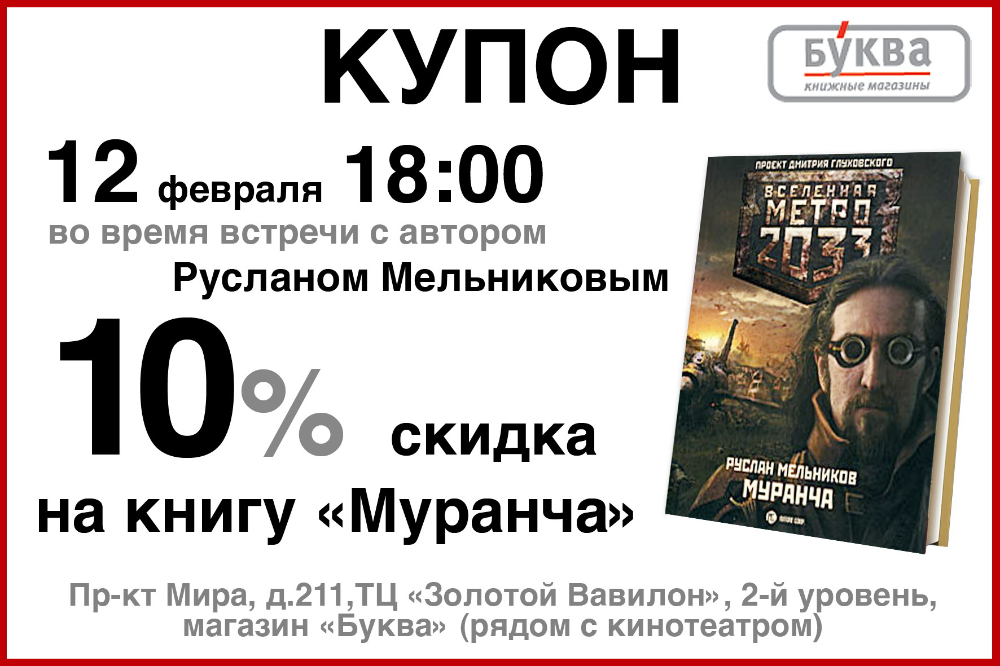 КУПОН
БУКВА
книжные магазины
12 февраля 18:00
во время встречи с автором
Русланом Мельниковым
10% скидка
на книгу «Муранча»
ПРОЕКТ ДМИТРИЯ ГЛУХОВСКОГО
ВСЕЛЕННАЯ
МЕТРО
2033
РУСЛАН МЕЛЬНИКОВ
МУРАНЧА
Пр-кт Мира, д.211,ТЦ «Золотой Вавилон», 2-й уровень,
магазин «Буква» (рядом с кинотеатром)